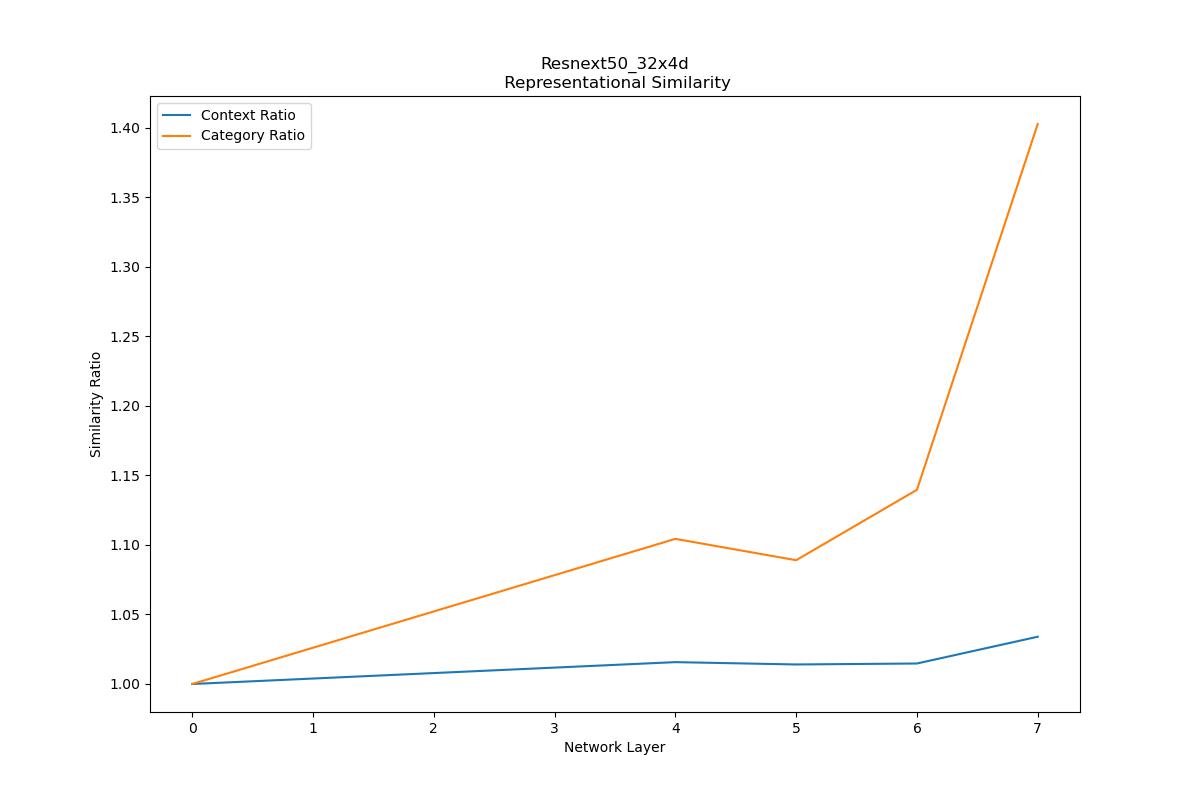 Resnext50_32x4d
Representational Similarity
Context Ratio
Category Ratio
1.40
1.35
1.30
1.25
1.20
1.15
1.10
1.05
1.00
Similarity Ratio
0 1 2 3 4 5 6 7
Network Layer